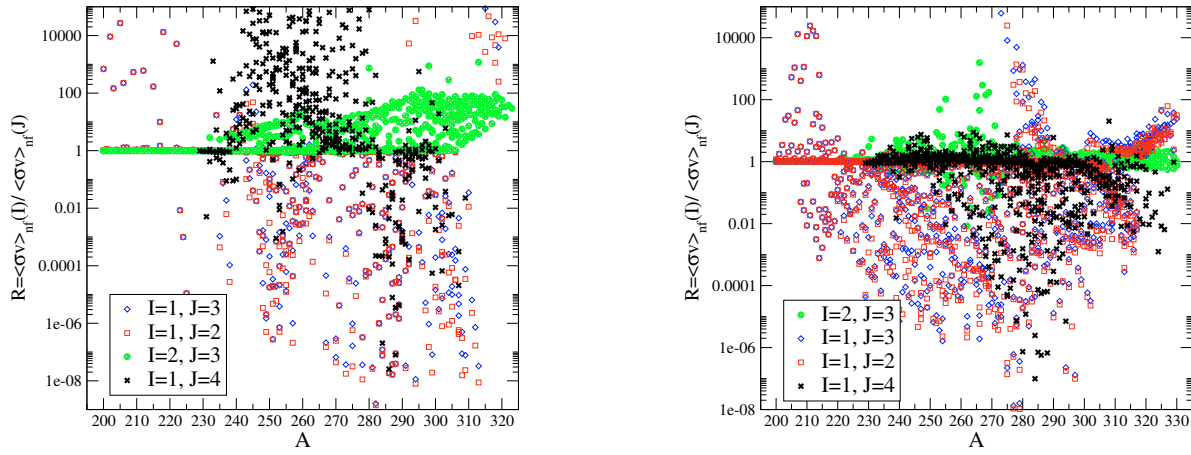 R=<σv>nf(I)/ <σv>nf(J)
10000
100
1
0.01
0.0001
1e-06
1e-08
200 210 220 230 240 250 260 270 280 290 300 310 320
A
I=1, J=3
I=1, J=2
I=2, J=3
I=1, J=4
R=<σv>nf(I)/ <σv>nf(J)
10000
100
1
0.01
0.0001
1e-06
1e-08
200 210 220 230 240 250 260 270 280 290 300 310 320 330
A
I=2, J=3
I=1, J=3
I=1, J=2
I=1, J=4